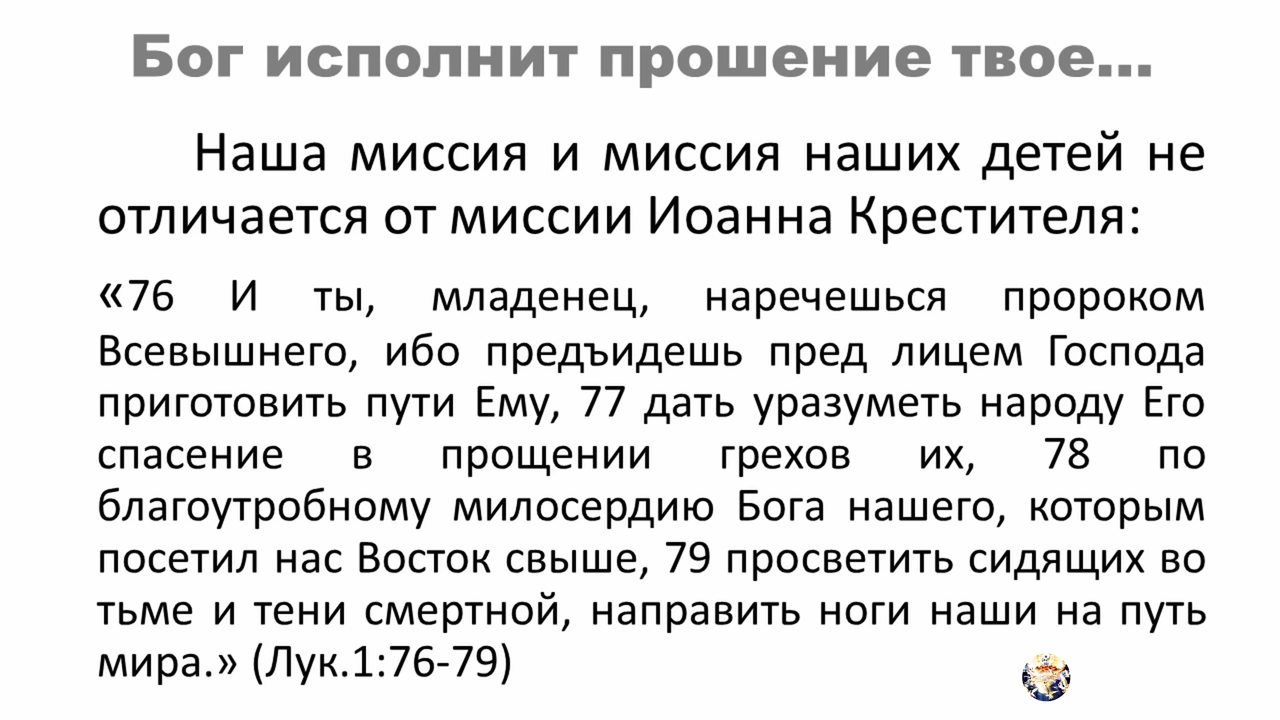 Бог исполнит прошение твое...
Наша миссия и миссия наших детей не
отличается от миссии Иоанна Крестителя:
«76 И ты, младенец, наречешься пророком
Всевышнего, ибо предъидешь пред лицем Господа
приготовить пути Ему, 77 дать уразуметь народу Его
спасение в прощении грехов их, 78 по
благоутробному милосердию Бога нашего, которым
посетил нас Восток свыше, 79 просветить сидящих во
тьме и тени смертной, направить ноги наши на путь
мира.» (Лук.1:76-79)